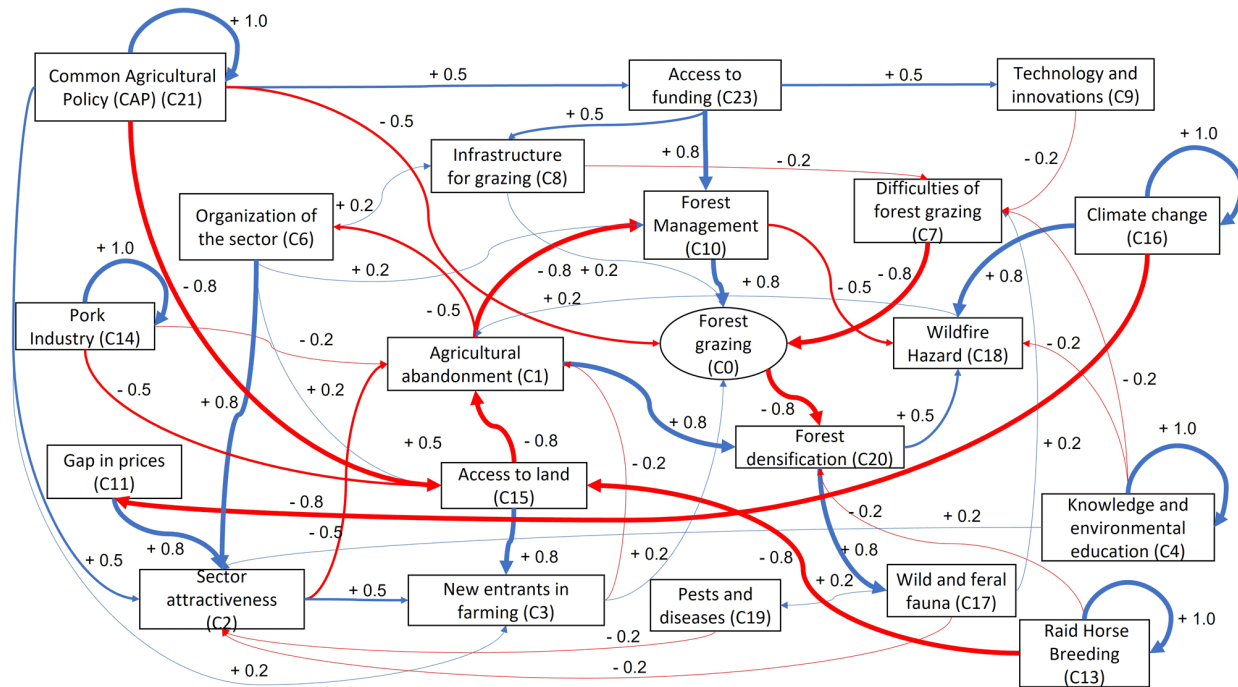 + 1.0
Common Agricultural
Policy (CAP) (C21)
+ 0.5
Access to
funding (C23)
+ 0.5
Technology and
innovations (C9)
- 0.5
+ 0.5
+ 0.8
- 0.2
- 0.2
+ 1.0
Infrastructure
for grazing (C8)
Difficulties of
forest grazing
(C7)
Forest
Management
(C10)
Climate change
(C16)
+ 0.2
Organization of
the sector (C6)
+ 1.0
+ 0.2
- 0.8
+ 0.2
- 0.8
+ 0.8
- 0.8
- 0.5
+ 0.2
- 0.5
Pork
Industry (C14)
- 0.2
Agricultural
abandonment (C1)
Forest
grazing
(C0)
Wildfire
Hazard (C18)
- 0.2
- 0.2
- 0.5
+ 0.8
+ 0.2
- 0.8
+ 0.8
- 0.8
+ 0.5
+ 0.2
+ 1.0
Forest
densification (C20)
Gap in prices
(C11)
+ 0.5
Access to land
(C15)
- 0.2
- 0.8
- 0.2
+ 0.2
Knowledge and
environmental
education (C4)
- 0.5
+ 0.8
+ 0.5
+ 0.8
+ 0.2
+ 0.8
- 0.8
Sector
attractiveness
(C2)
+ 0.5
New entrants in
farming (C3)
Pests and
diseases (C19)
+ 0.2
Wild and feral
fauna (C17)
+ 1.0
Raid Horse
Breeding
(C13)
- 0.2
+ 0.2
- 0.2